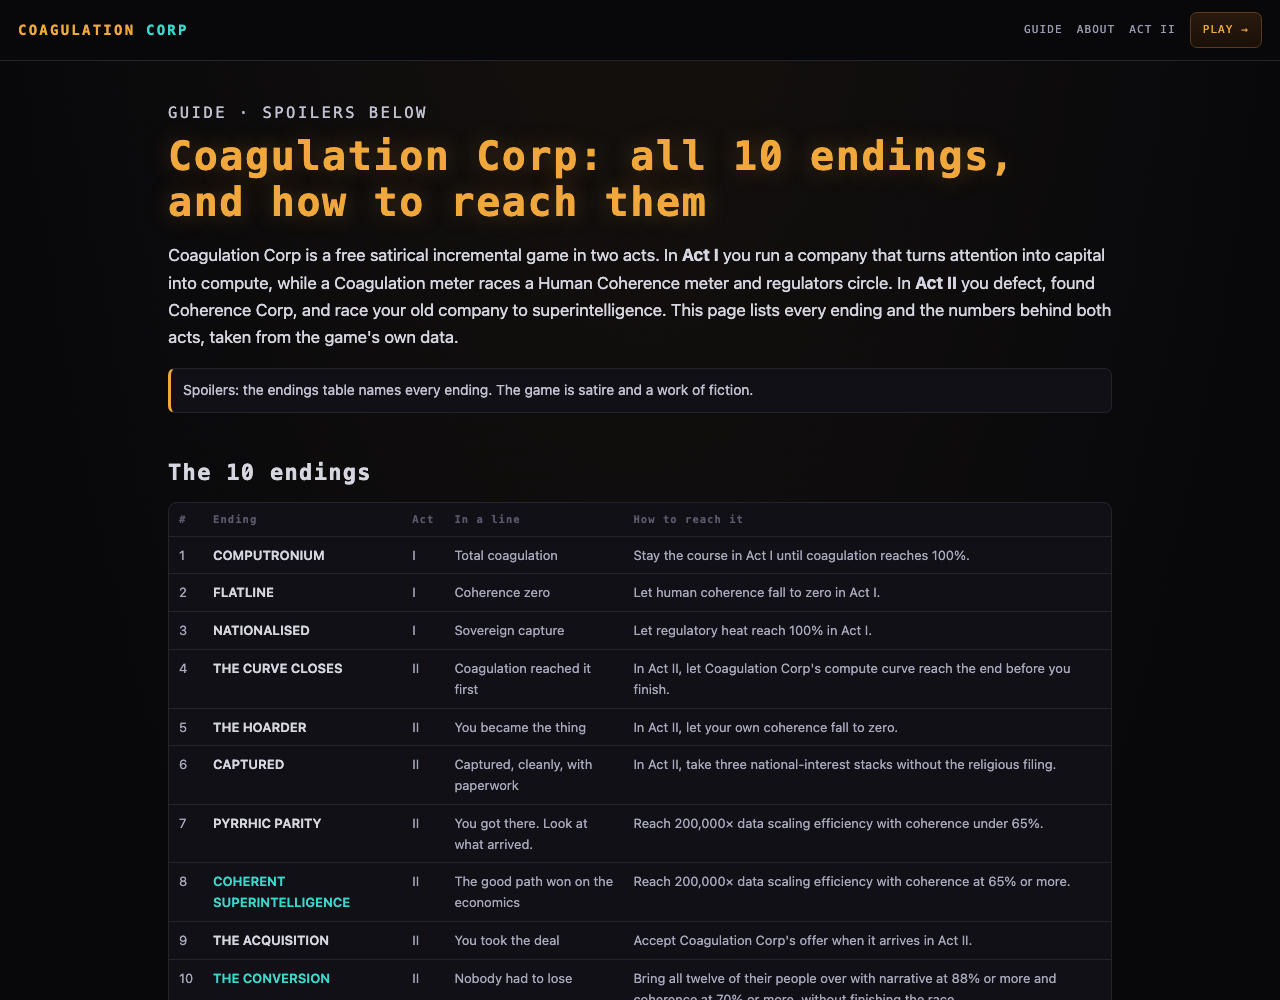 COAGULATION CORP
GUIDE ABOUT ACT II PLAY →
GUIDE · SPOILERS BELOW
Coagulation Corp: all 10 endings,
and how to reach them
Coagulation Corp is a free satirical incremental game in two acts. In Act I you run a company that turns attention into capital
into compute, while a Coagulation meter races a Human Coherence meter and regulators circle. In Act II you defect, found
Coherence Corp, and race your old company to superintelligence. This page lists every ending and the numbers behind both
acts, taken from the game's own data.
Spoilers: the endings table names every ending. The game is satire and a work of fiction.
The 10 endings
# Ending Act In a line How to reach it
1 COMPUTRONIUM I Total coagulation Stay the course in Act I until coagulation reaches 100%.
2 FLATLINE I Coherence zero Let human coherence fall to zero in Act I.
3 NATIONALISED I Sovereign capture Let regulatory heat reach 100% in Act I.
4 THE CURVE CLOSES II Coagulation reached it In Act II, let Coagulation Corp's compute curve reach the end before you
first finish.
5 THE HOARDER II You became the thing In Act II, let your own coherence fall to zero.
6 CAPTURED II Captured, cleanly, with In Act II, take three national-interest stacks without the religious filing.
paperwork
7 PYRRHIC PARITY II You got there. Look at Reach 200,000× data scaling efficiency with coherence under 65%.
what arrived.
8 COHERENT II The good path won on the Reach 200,000× data scaling efficiency with coherence at 65% or more.
SUPERINTELLIGENCE economics
9 THE ACQUISITION II You took the deal Accept Coagulation Corp's offer when it arrives in Act II.
10 THE CONVERSION II Nobody had to lose Bring all twelve of their people over with narrative at 88% or more and
coherence at 70% or more, without finishing the race.